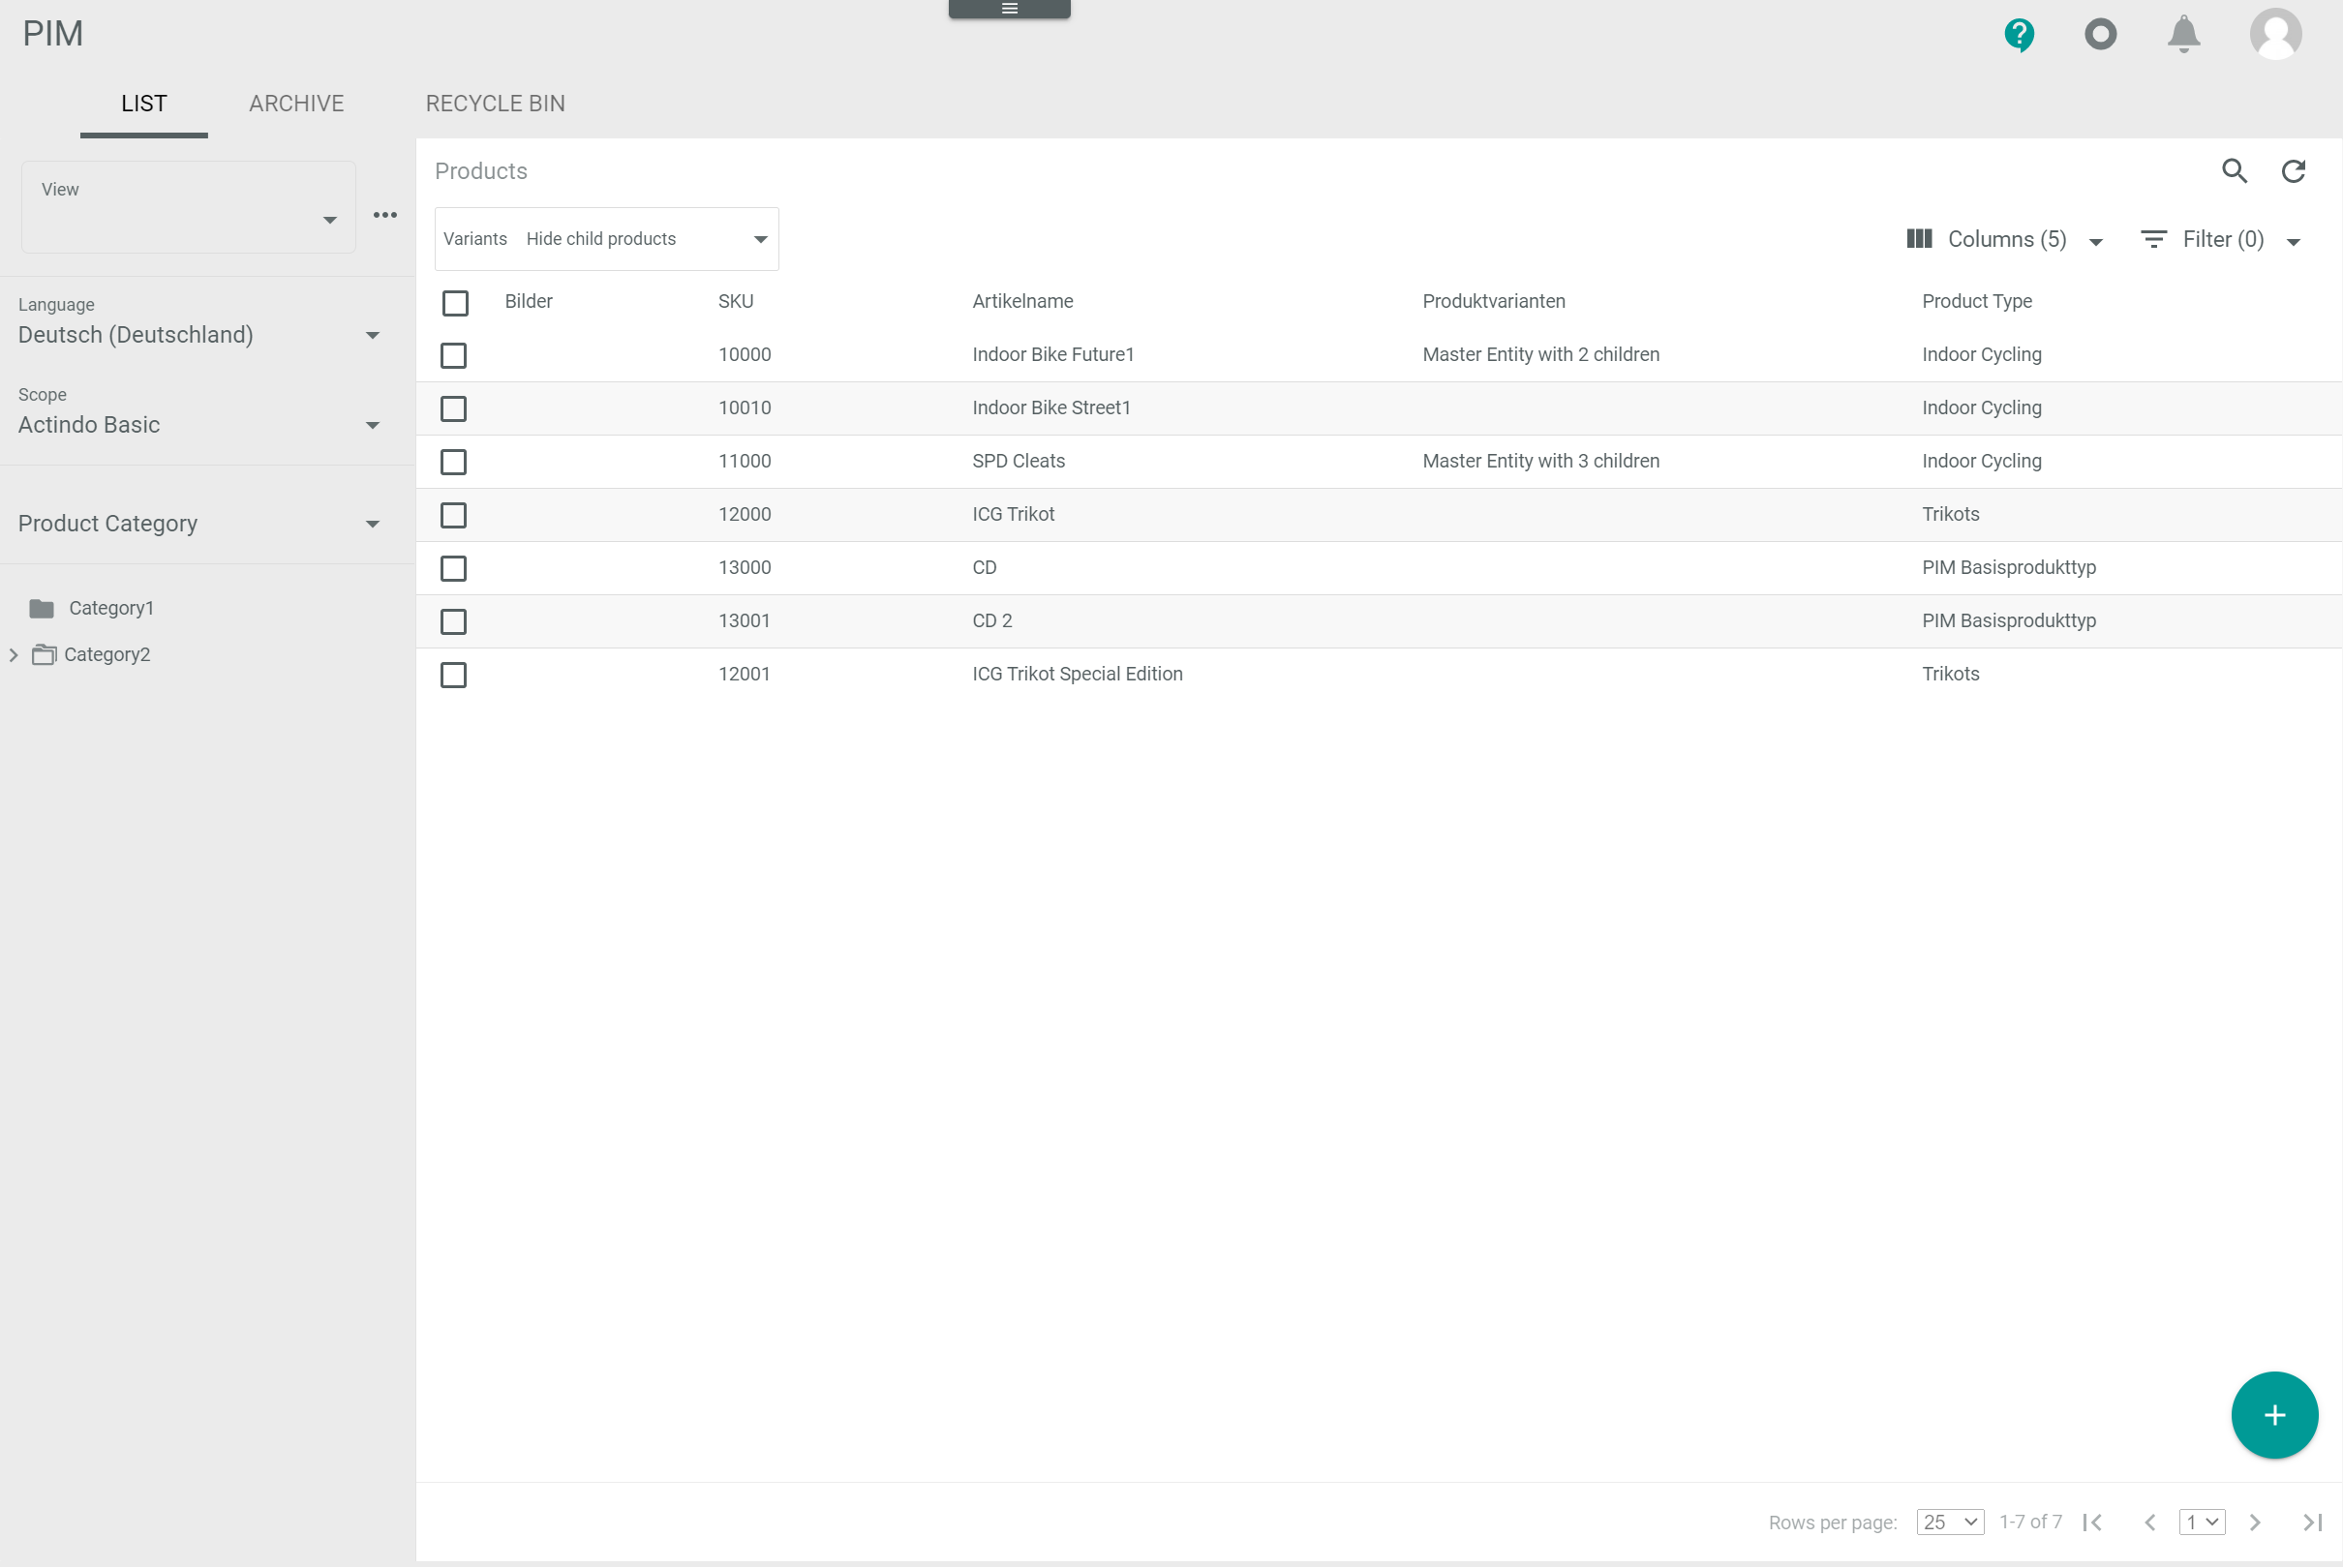 PIM
LIST ARCHIVE RECYCLE BIN
View
Language
Deutsch (Deutschland)
Scope
Actindo Basic
Product Category
Category1
Category2
Products
Variants Hide child products
Columns (5) Filter (0)
Bilder SKU Artikelname Produktvarianten Product Type
10000 Indoor Bike Future1 Master Entity with 2 children Indoor Cycling
10010 Indoor Bike Street1 Indoor Cycling
11000 SPD Cleats Master Entity with 3 children Indoor Cycling
12000 ICG Trikot Trikots
13000 CD PIM Basisprodukttyp
13001 CD 2 PIM Basisprodukttyp
12001 ICG Trikot Special Edition Trikots
Rows per page: 25 1-7 of 7 1